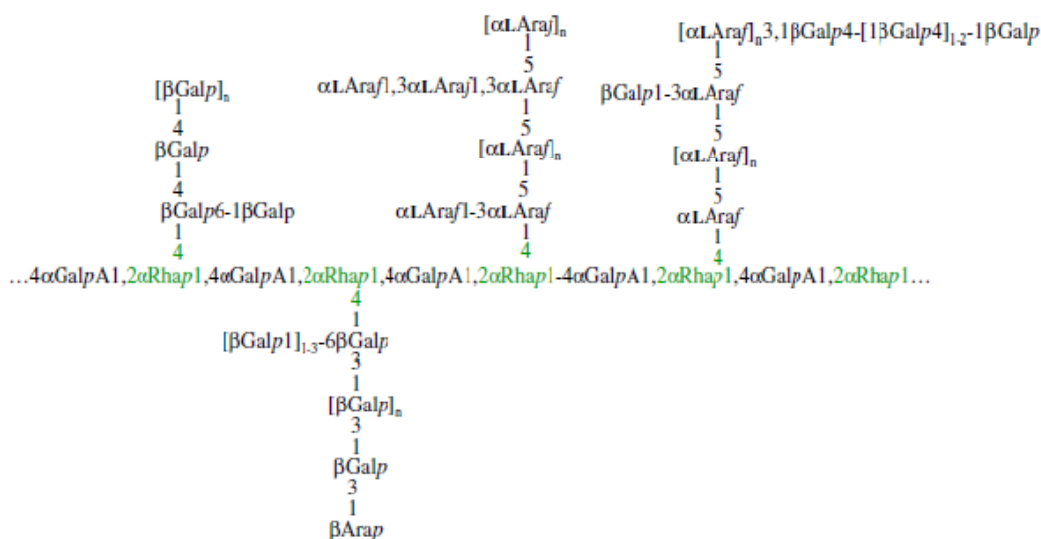 [αLAraj]n [αLAraf]n3,1βGalp4-[1βGalp4]1-2-1βGalp
1 1
5 5
[βGalp]n αLAraf1,3αLAraj1,3αLAraf βGalp1-3αLAraf
1 1 1
4 5 5
βGalp [αLAraf]n [αLAraf]n
1 1 1
4 5 5
βGalp6-1βGalp αLAraf1-3αLAraf αLAraf
1 1 1
4 4 4
…4αGalpA1,2αRhap1,4αGalpA1,2αRhap1,4αGalpA1,2αRhap1-4αGalpA1,2αRhap1,4αGalpA1,2αRhap1…
4
1
[βGalp1]1-3-6βGalp
3
1
[βGalp]n
3
1
βGalp
3
1
βArap